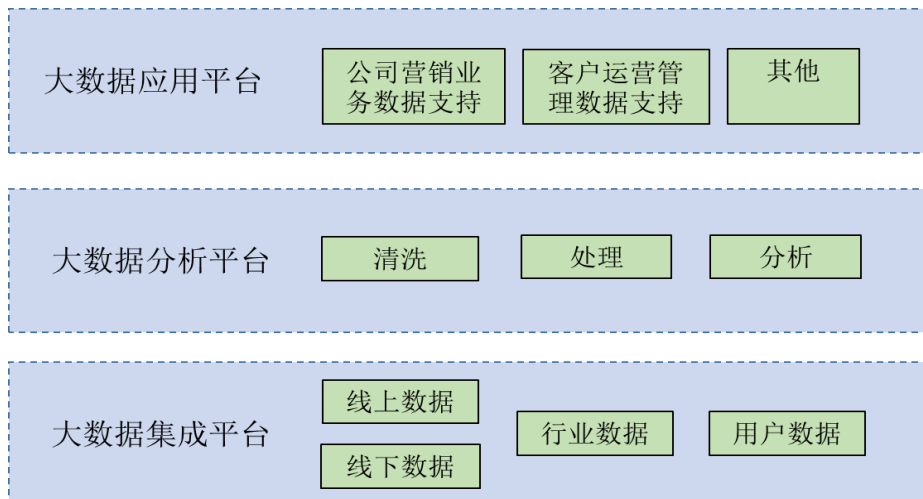 大数据应用平台
公司营销业
务数据支持
客户运营管
理数据支持
其他
大数据分析平台
清洗
处理
分析
大数据集成平台
线上数据
线下数据
行业数据
用户数据